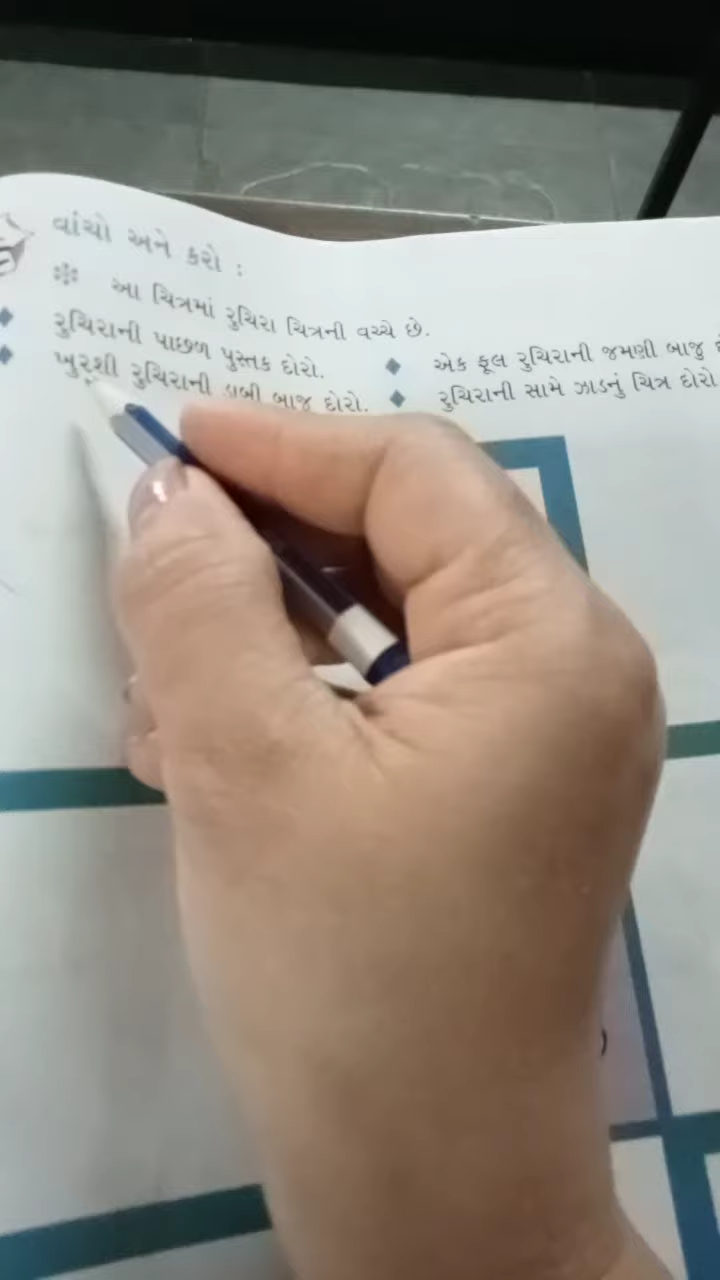 વાંચો અને કરો :
❉ આ ચિત્રમાં રુચિરા ચિત્રની વચ્ચે છે.
◆ રુચિરાની પાછળ પુસ્તક દોરો.
◆ એક ફૂલ રુચિરાની જમણી બાજુ
◆ ખુરશી રુચિરાની ડાબી બાજુ દોરો.
◆ રુચિરાની સામે ઝાડનું ચિત્ર દોરો